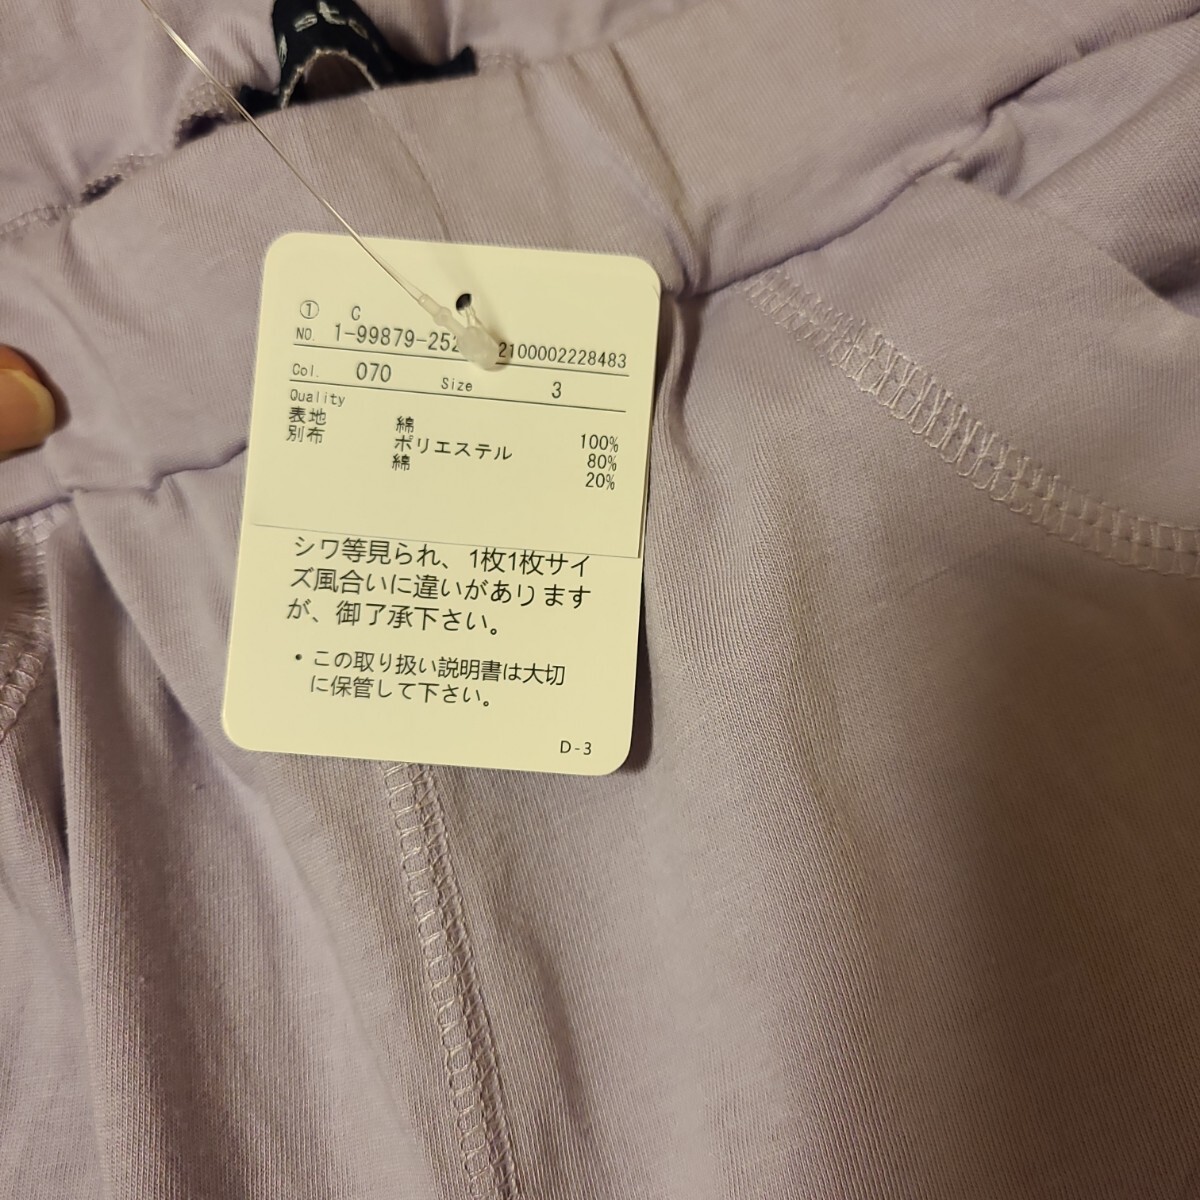 ① C
NO. 1-99879-252 2100002228483
Col. 070 Size 3
Quality
表地 綿 100%
別布 ポリエステル 80%
綿 20%
シワ等見られ、1枚1枚サイ
ズ風合いに違いがあります
が、御了承下さい。
・この取り扱い説明書は大切
に保管して下さい。
D-3